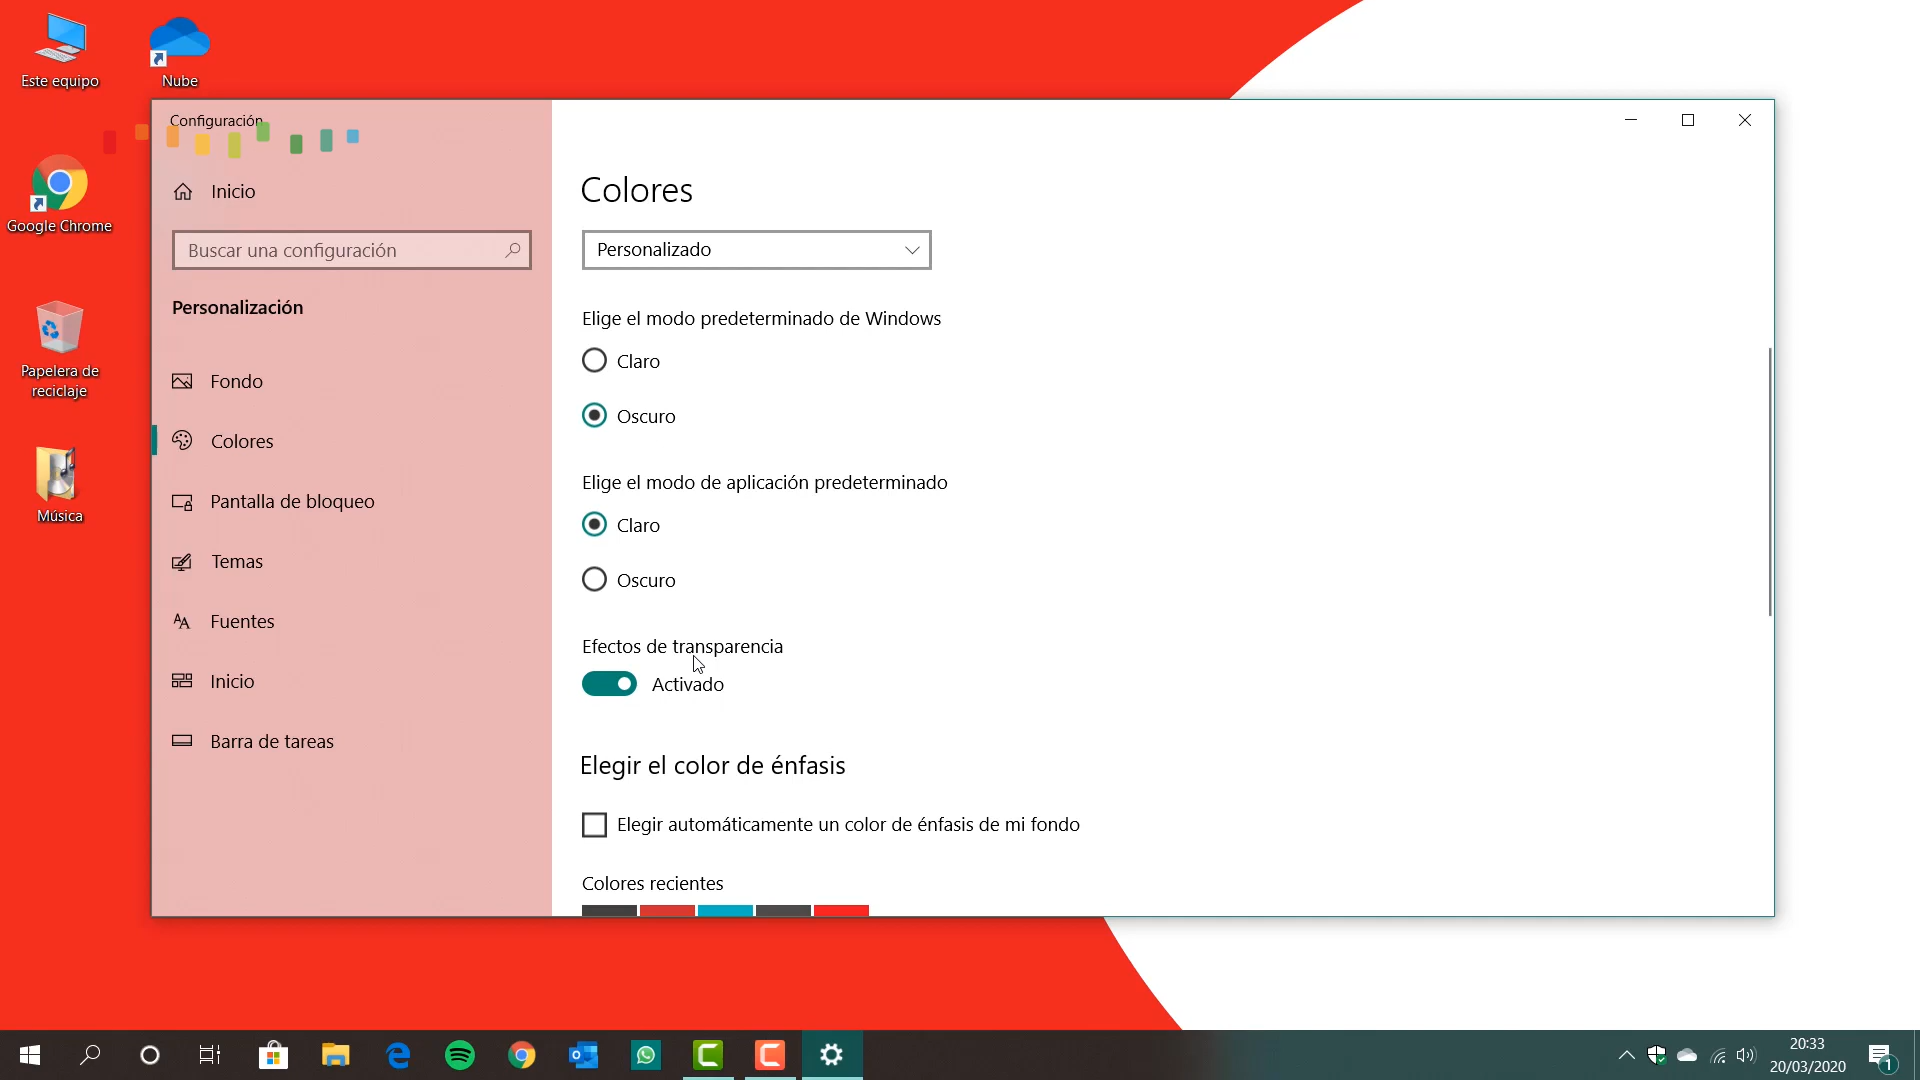 Este equipo
Nube
Google Chrome
Papelera de
reciclaje
Música
Configuración
Inicio
Buscar una configuración
Personalización
Fondo
Colores
Pantalla de bloqueo
Temas
Fuentes
Inicio
Barra de tareas
Colores
Personalizado
Elige el modo predeterminado de Windows
Claro
Oscuro
Elige el modo de aplicación predeterminado
Claro
Oscuro
Efectos de transparencia
Activado
Elegir el color de énfasis
Elegir automáticamente un color de énfasis de mi fondo
Colores recientes
20:33
20/03/2020
1